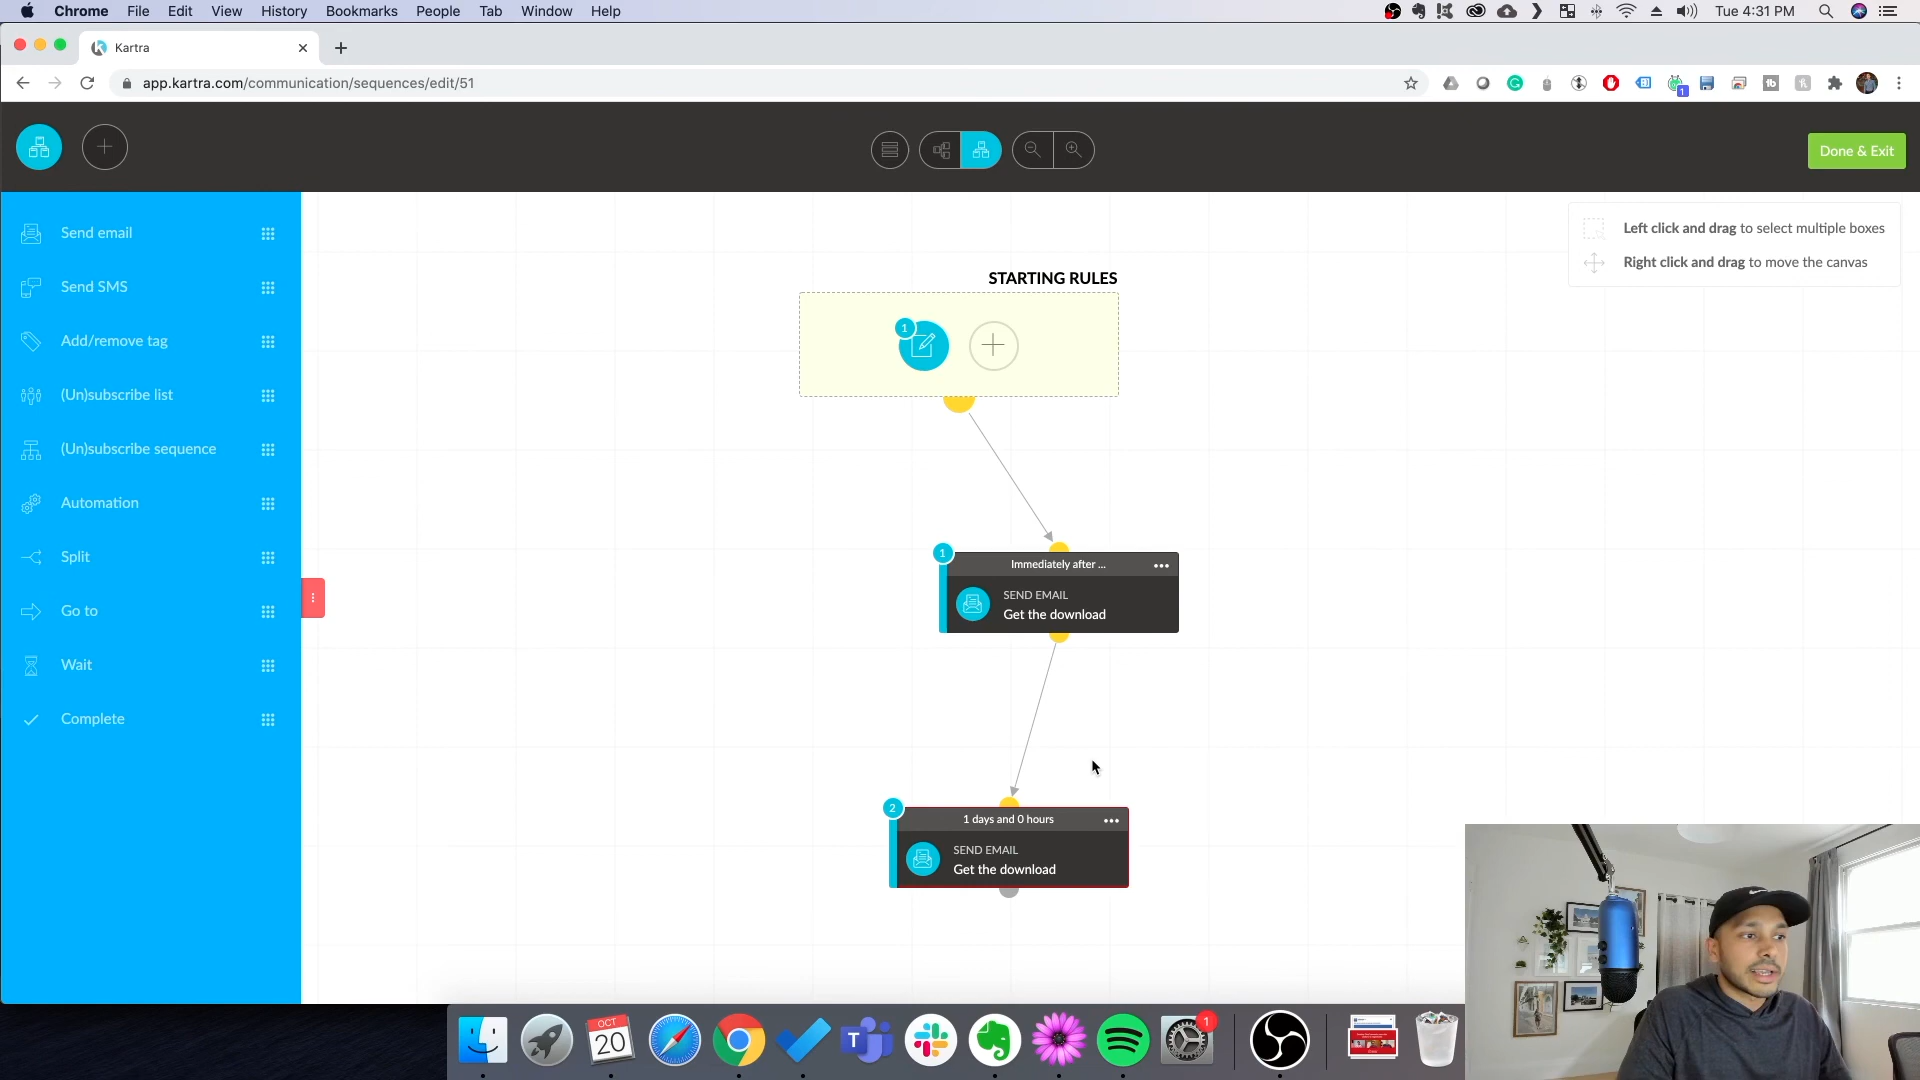 Chrome File Edit View History Bookmarks People Tab Window Help
Tue 4:31 PM
Kartra
app.kartra.com/communication/sequences/edit/51
1
Done & Exit
Send email
Send SMS
Add/remove tag
(Un)subscribe list
(Un)subscribe sequence
Automation
Split
Go to
Wait
Complete
Left click and drag to select multiple boxes
Right click and drag to move the canvas
STARTING RULES
1
1
Immediately after ...
SEND EMAIL
Get the download
2
1 days and 0 hours
SEND EMAIL
Get the download
OCT
20
T
1